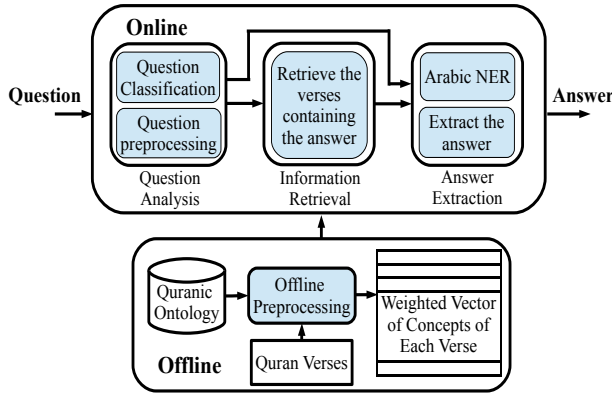 Online
Question
Question
Classification
Question
preprocessing
Question
Analysis
Retrieve the
verses
containing
the answer
Information
Retrieval
Arabic NER
Extract the
answer
Answer
Extraction
Answer
Quranic
Ontology
Offline
Preprocessing
Quran Verses
Weighted Vector
of Concepts of
Each Verse
Offline